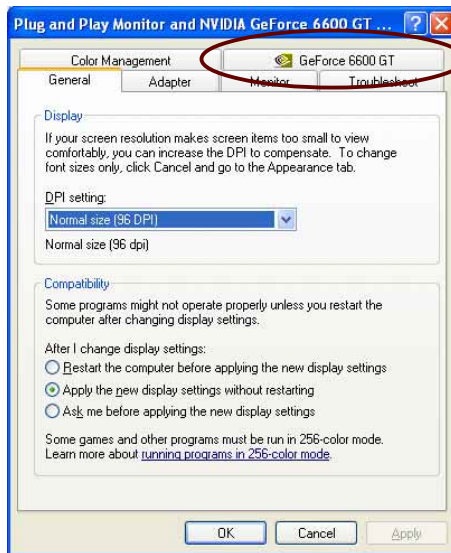 Plug and Play Monitor and NVIDIA GeForce 6600 GT ...
Color Management
GeForce 6600 GT
General
Adapter
Monitor
Troubleshoot
Display
If your screen resolution makes screen items too small to view
comfortably, you can increase the DPI to compensate. To change
font sizes only, click Cancel and go to the Appearance tab.
DPI setting:
Normal size (96 DPI)
Normal size (96 dpi)
Compatibility
Some programs might not operate properly unless you restart the
computer after changing display settings.
After I change display settings:
Restart the computer before applying the new display settings
Apply the new display settings without restarting
Ask me before applying the new display settings
Some games and other programs must be run in 256-color mode.
Learn more about running programs in 256-color mode.
OK
Cancel
Apply